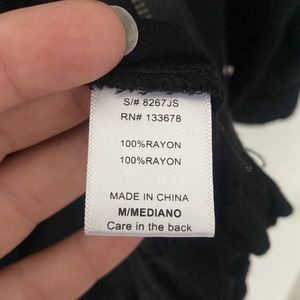 S/# 8267JS
RN# 133678
100%RAYON
100%RAYON
MADE IN CHINA
M/MEDIANO
Care in the back